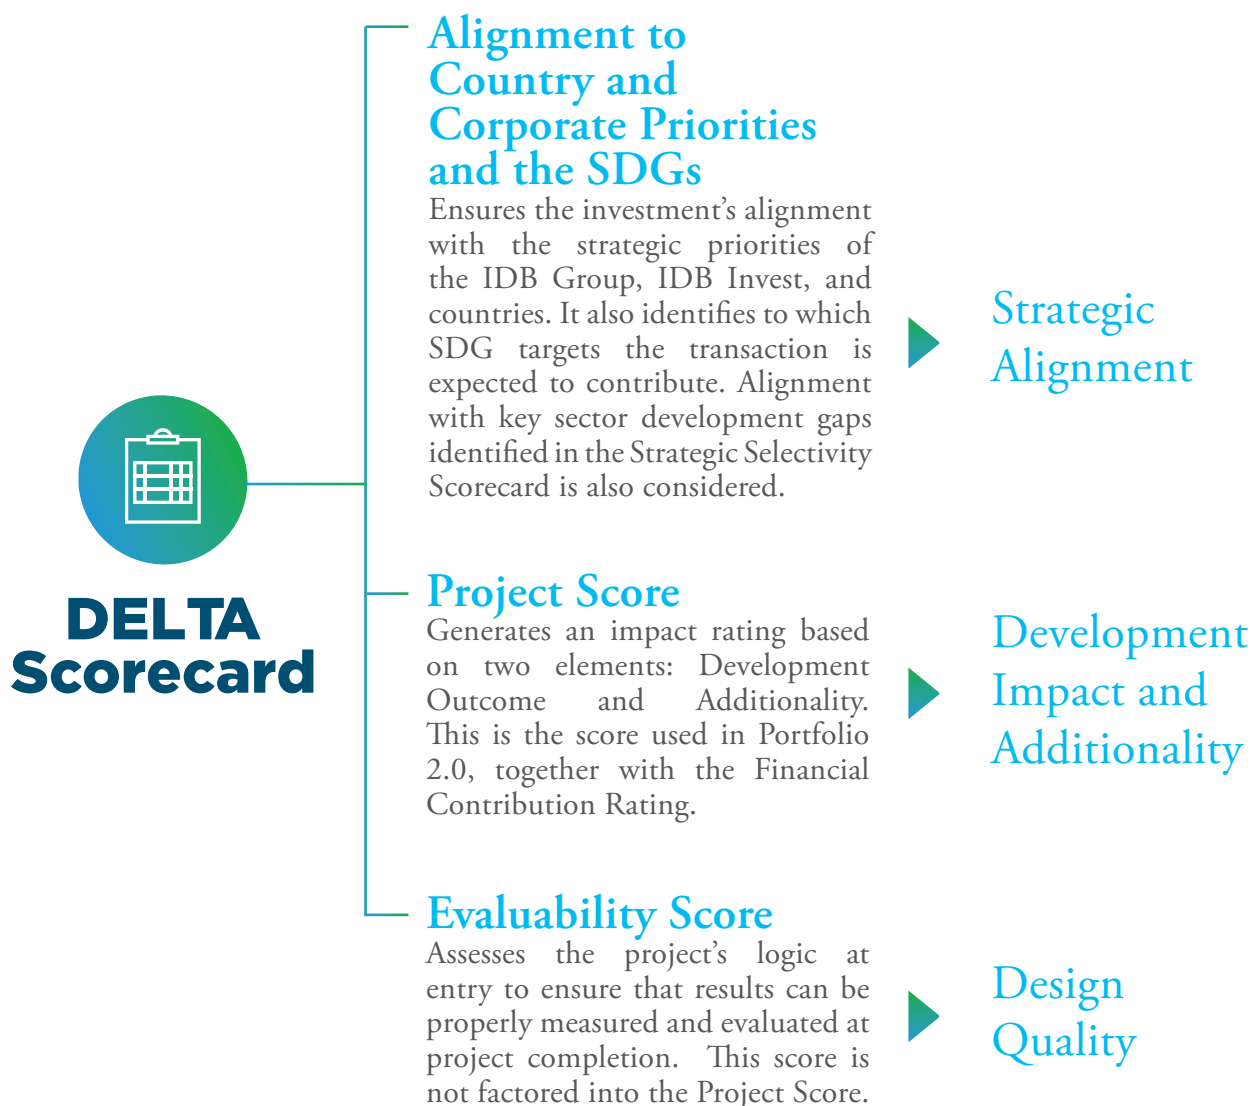 Alignment to
Country and
Corporate Priorities
and the SDGs
Ensures the investment’s alignment
with the strategic priorities of
the IDB Group, IDB Invest, and
countries. It also identifies to which
SDG targets the transaction is
expected to contribute. Alignment
with key sector development gaps
identified in the Strategic Selectivity
Scorecard is also considered.
Strategic
Alignment
DELTA
Scorecard
Project Score
Generates an impact rating based
on two elements: Development
Outcome and Additionality.
This is the score used in Portfolio
2.0, together with the Financial
Contribution Rating.
Development
Impact and
Additionality
Evaluability Score
Assesses the project’s logic at
entry to ensure that results can be
properly measured and evaluated at
project completion. This score is
not factored into the Project Score.
Design
Quality